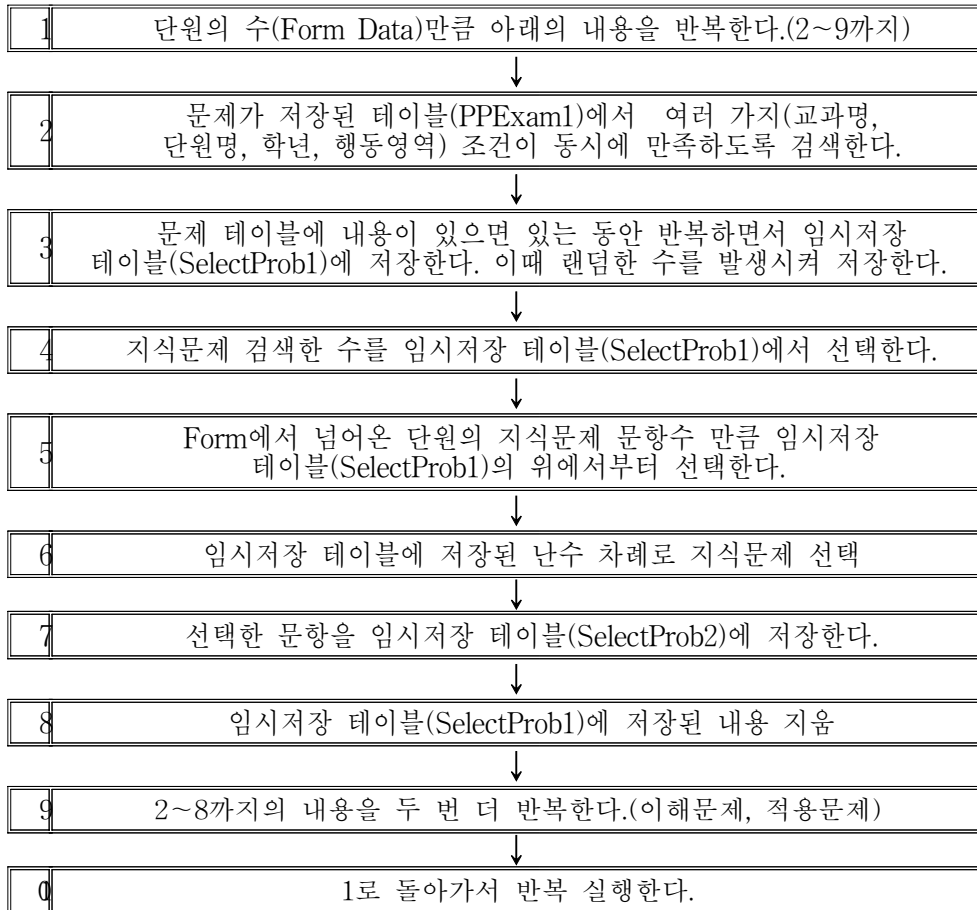 1 단원의 수(Form Data)만큼 아래의 내용을 반복한다.(2~9까지)
2 문제가 저장된 테이블(PPExam1)에서 여러 가지(교과명,
단원명, 학년, 행동영역) 조건이 동시에 만족하도록 검색한다.
3 문제 테이블에 내용이 있으면 있는 동안 반복하면서 임시저장
테이블(SelectProb1)에 저장한다. 이때 랜덤한 수를 발생시켜 저장한다.
4 지식문제 검색한 수를 임시저장 테이블(SelectProb1)에서 선택한다.
5 Form에서 넘어온 단원의 지식문제 문항수 만큼 임시저장
테이블(SelectProb1)의 위에서부터 선택한다.
6 임시저장 테이블에 저장된 난수 차례로 지식문제 선택
7 선택한 문항을 임시저장 테이블(SelectProb2)에 저장한다.
8 임시저장 테이블(SelectProb1)에 저장된 내용 지움
9 2~8까지의 내용을 두 번 더 반복한다.(이해문제, 적용문제)
10 1로 돌아가서 반복 실행한다.